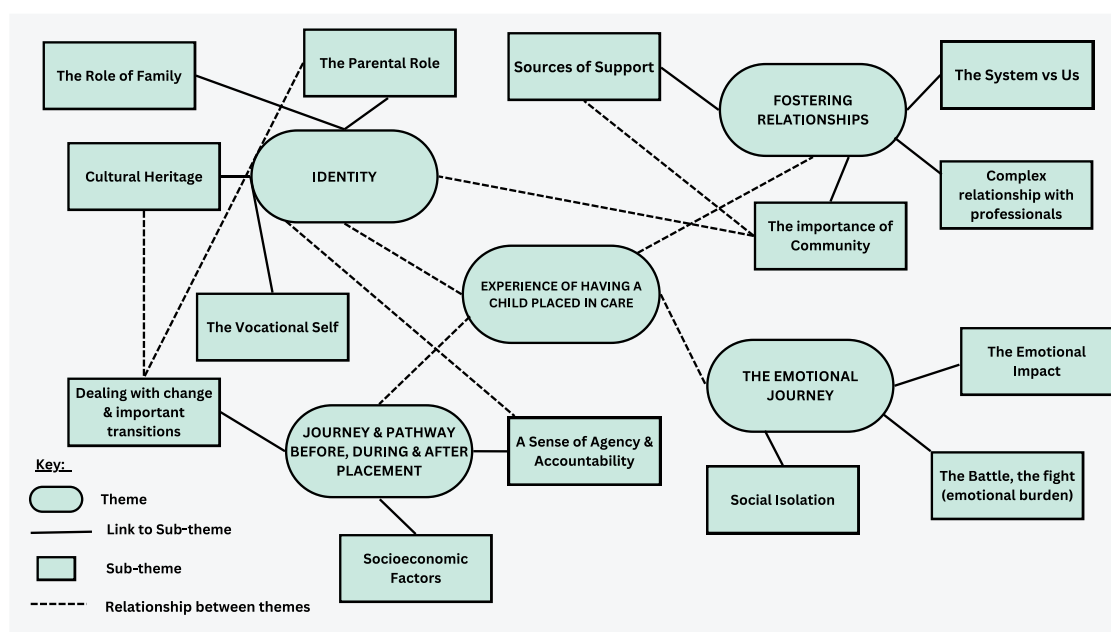 The Role of Family
The Parental Role
Sources of Support
FOSTERING
RELATIONSHIPS
The System vs Us
Cultural Heritage
IDENTITY
Complex
relationship with
professionals
The importance of
Community
EXPERIENCE OF HAVING A
CHILD PLACED IN CARE
The Vocational Self
The Emotional
Impact
THE EMOTIONAL
JOURNEY
Dealing with change
& important
transitions
JOURNEY & PATHWAY
BEFORE, DURING & AFTER
PLACEMENT
A Sense of Agency &
Accountability
The Battle, the fight
(emotional burden)
Social Isolation
Socioeconomic
Factors
Key:
Theme
Link to Sub-theme
Sub-theme
Relationship between themes